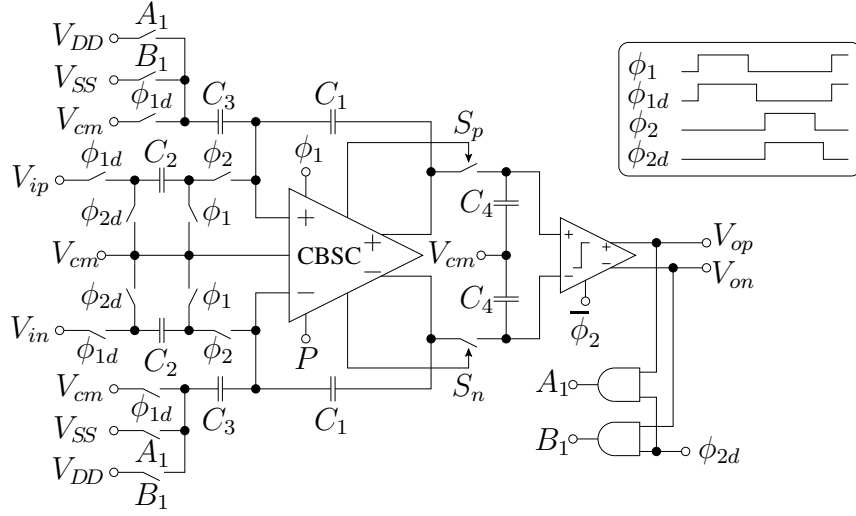 V_DD A_1
V_SS B_1
V_cm ϕ_1d C_3 C_1 S_p
V_ip ϕ_1d C_2 ϕ_2 ϕ_1
ϕ_2d ϕ_1 + + C_4 + +
V_cm CBSC V_cm V_op
ϕ_2d ϕ_1 − − C_4 − − V_on
V_in ϕ_1d C_2 ϕ_2 P ϕ̅_2
V_cm ϕ_1d C_3 C_1 S_n A_1
V_SS A_1
V_DD B_1 B_1 ϕ_2d
ϕ_1
ϕ_1d
ϕ_2
ϕ_2d